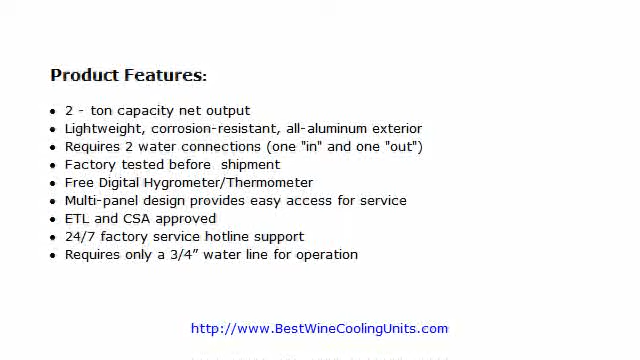 Product Features:
• 2 - ton capacity net output
• Lightweight, corrosion-resistant, all-aluminum exterior
• Requires 2 water connections (one "in" and one "out")
• Factory tested before  shipment
• Free Digital Hygrometer/Thermometer
• Multi-panel design provides easy access for service
• ETL and CSA approved
• 24/7 factory service hotline support
• Requires only a 3/4” water line for operation
http://www.BestWineCoolingUnits.com